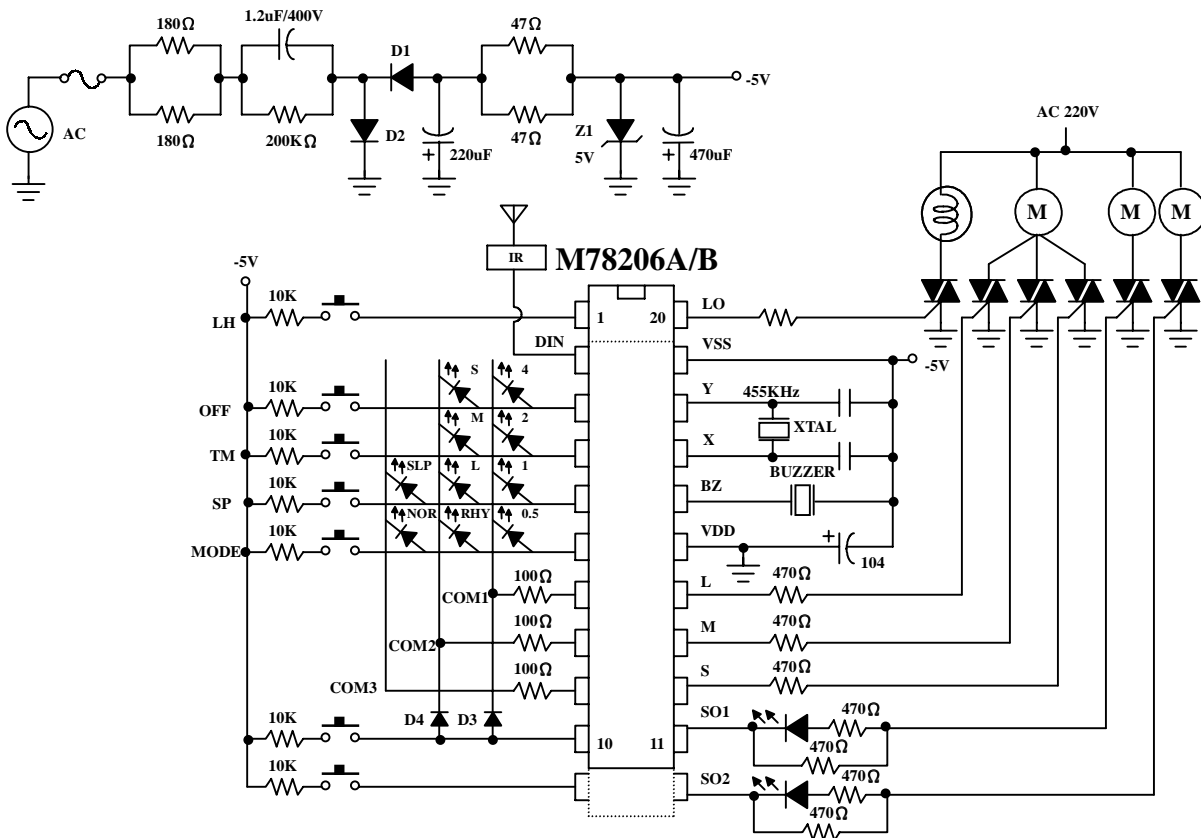 1.2uF/400V
180Ω
47Ω
D1
-5V
AC
D2
Z1
5V
220uF
470uF
180Ω
200KΩ
47Ω
AC 220V
M
M
M
IR
M78206A/B
-5V
10K
LH
1
20
LO
DIN
VSS
-5V
10K
S
4
Y
455KHz
OFF
10K
M
2
XTAL
TM
X
10K
SLP
L
1
BUZZER
SP
BZ
10K
NOR
RHY
0.5
VDD
MODE
104
100Ω
L
470Ω
COM1
100Ω
M
470Ω
COM2
100Ω
S
470Ω
COM3
10K
D4
D3
SO1
470Ω
10
11
470Ω
10K
SO2
470Ω
470Ω